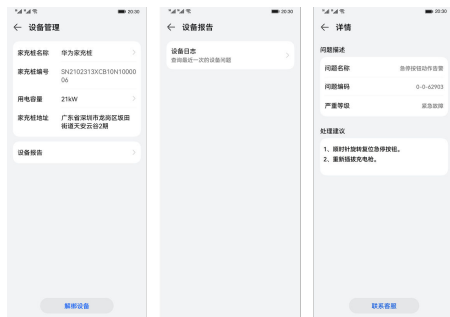 20:30
← 设备管理
家充桩名称 华为家充桩
家充桩编号 SN2102313XCB10N10000
06
用电容量 21kW
家充桩地址 广东省深圳市龙岗区坂田
街道天安云谷2期
设备报告
解绑设备
20:30
← 设备报告
设备日志
查询最近一次的设备问题
20:30
← 详情
问题描述
问题名称 急停按钮动作告警
问题编码 0-0-62903
严重等级 紧急故障
处理建议
1、顺时针旋转复位急停按钮。
2、重新插拔充电枪。
联系客服